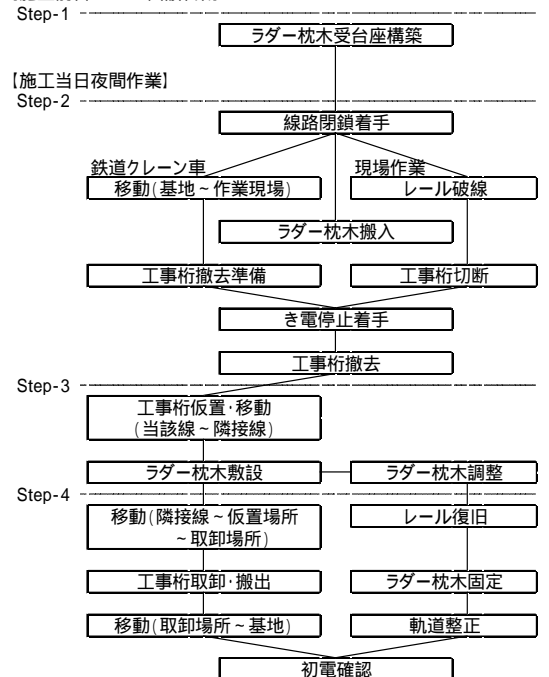 Step-1
ラダー枕木受台座構築
【施工当日夜間作業】
Step-2
線路閉鎖着手
鉄道クレーン車
現場作業
移動(基地～作業現場)
レール破線
ラダー枕木搬入
工事桁撤去準備
工事桁切断
き電停止着手
工事桁撤去
Step-3
工事桁仮置・移動
(当該線～隣接線)
ラダー枕木敷設
ラダー枕木調整
Step-4
移動(隣接線～仮置場所
～取卸場所)
レール復旧
工事桁取卸・搬出
ラダー枕木固定
移動(取卸場所～基地)
軌道整正
初電確認